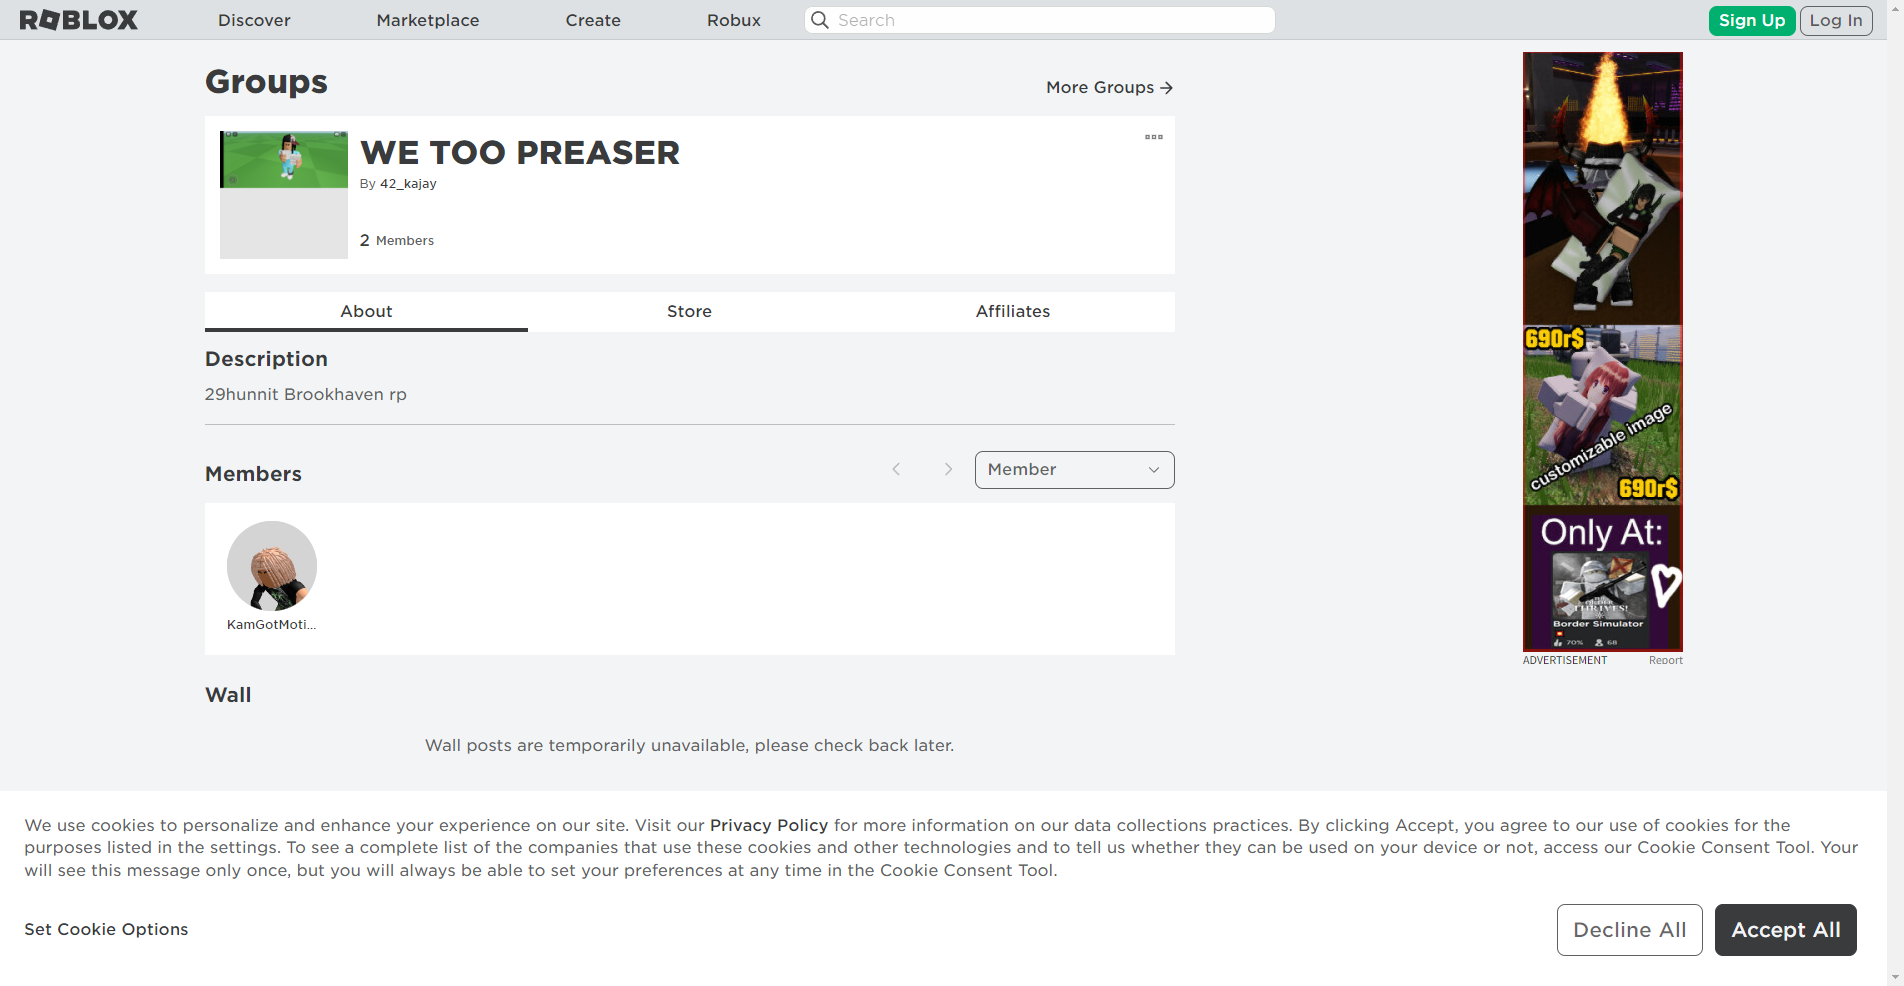 ROBLOX
Discover
Marketplace
Create
Robux
Search
Sign Up
Log In
Groups
More Groups
WE TOO PREASER
By 42_kajay
2 Members
About
Store
Affiliates
Description
29hunnit Brookhaven rp
Members
Member
KamGotMoti...
Wall
Wall posts are temporarily unavailable, please check back later.
690r$
customizable image
690r$
Only At:
THRIVES!
Border Simulator
70% 68
ADVERTISEMENT
Report
We use cookies to personalize and enhance your experience on our site. Visit our Privacy Policy for more information on our data collections practices. By clicking Accept, you agree to our use of cookies for the
purposes listed in the settings. To see a complete list of the companies that use these cookies and other technologies and to tell us whether they can be used on your device or not, access our Cookie Consent Tool. Your
will see this message only once, but you will always be able to set your preferences at any time in the Cookie Consent Tool.
Set Cookie Options
Decline All
Accept All